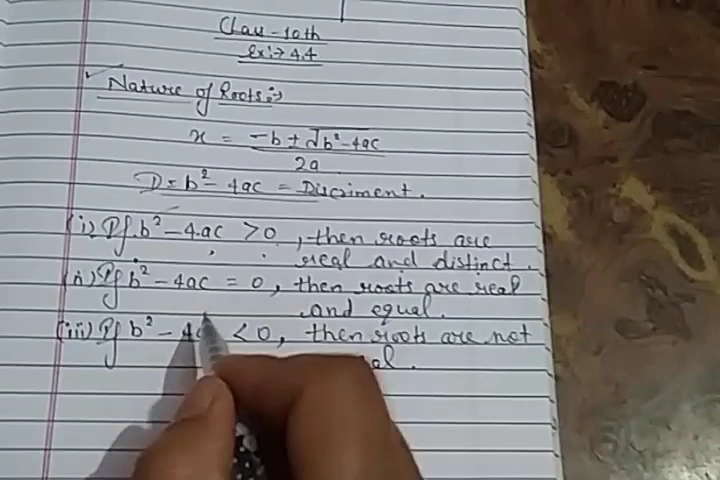 Class - 10th
Ex:→ 4.4
Nature of Roots:→
x = -b ± √b²-4ac
2a
D = b² - 4ac = Discriment.
(i) If b² - 4ac > 0, then roots are
real and distinct.
(ii) If b² - 4ac = 0, then roots are real
and equal.
(iii) If b² - 4 < 0, then roots are not